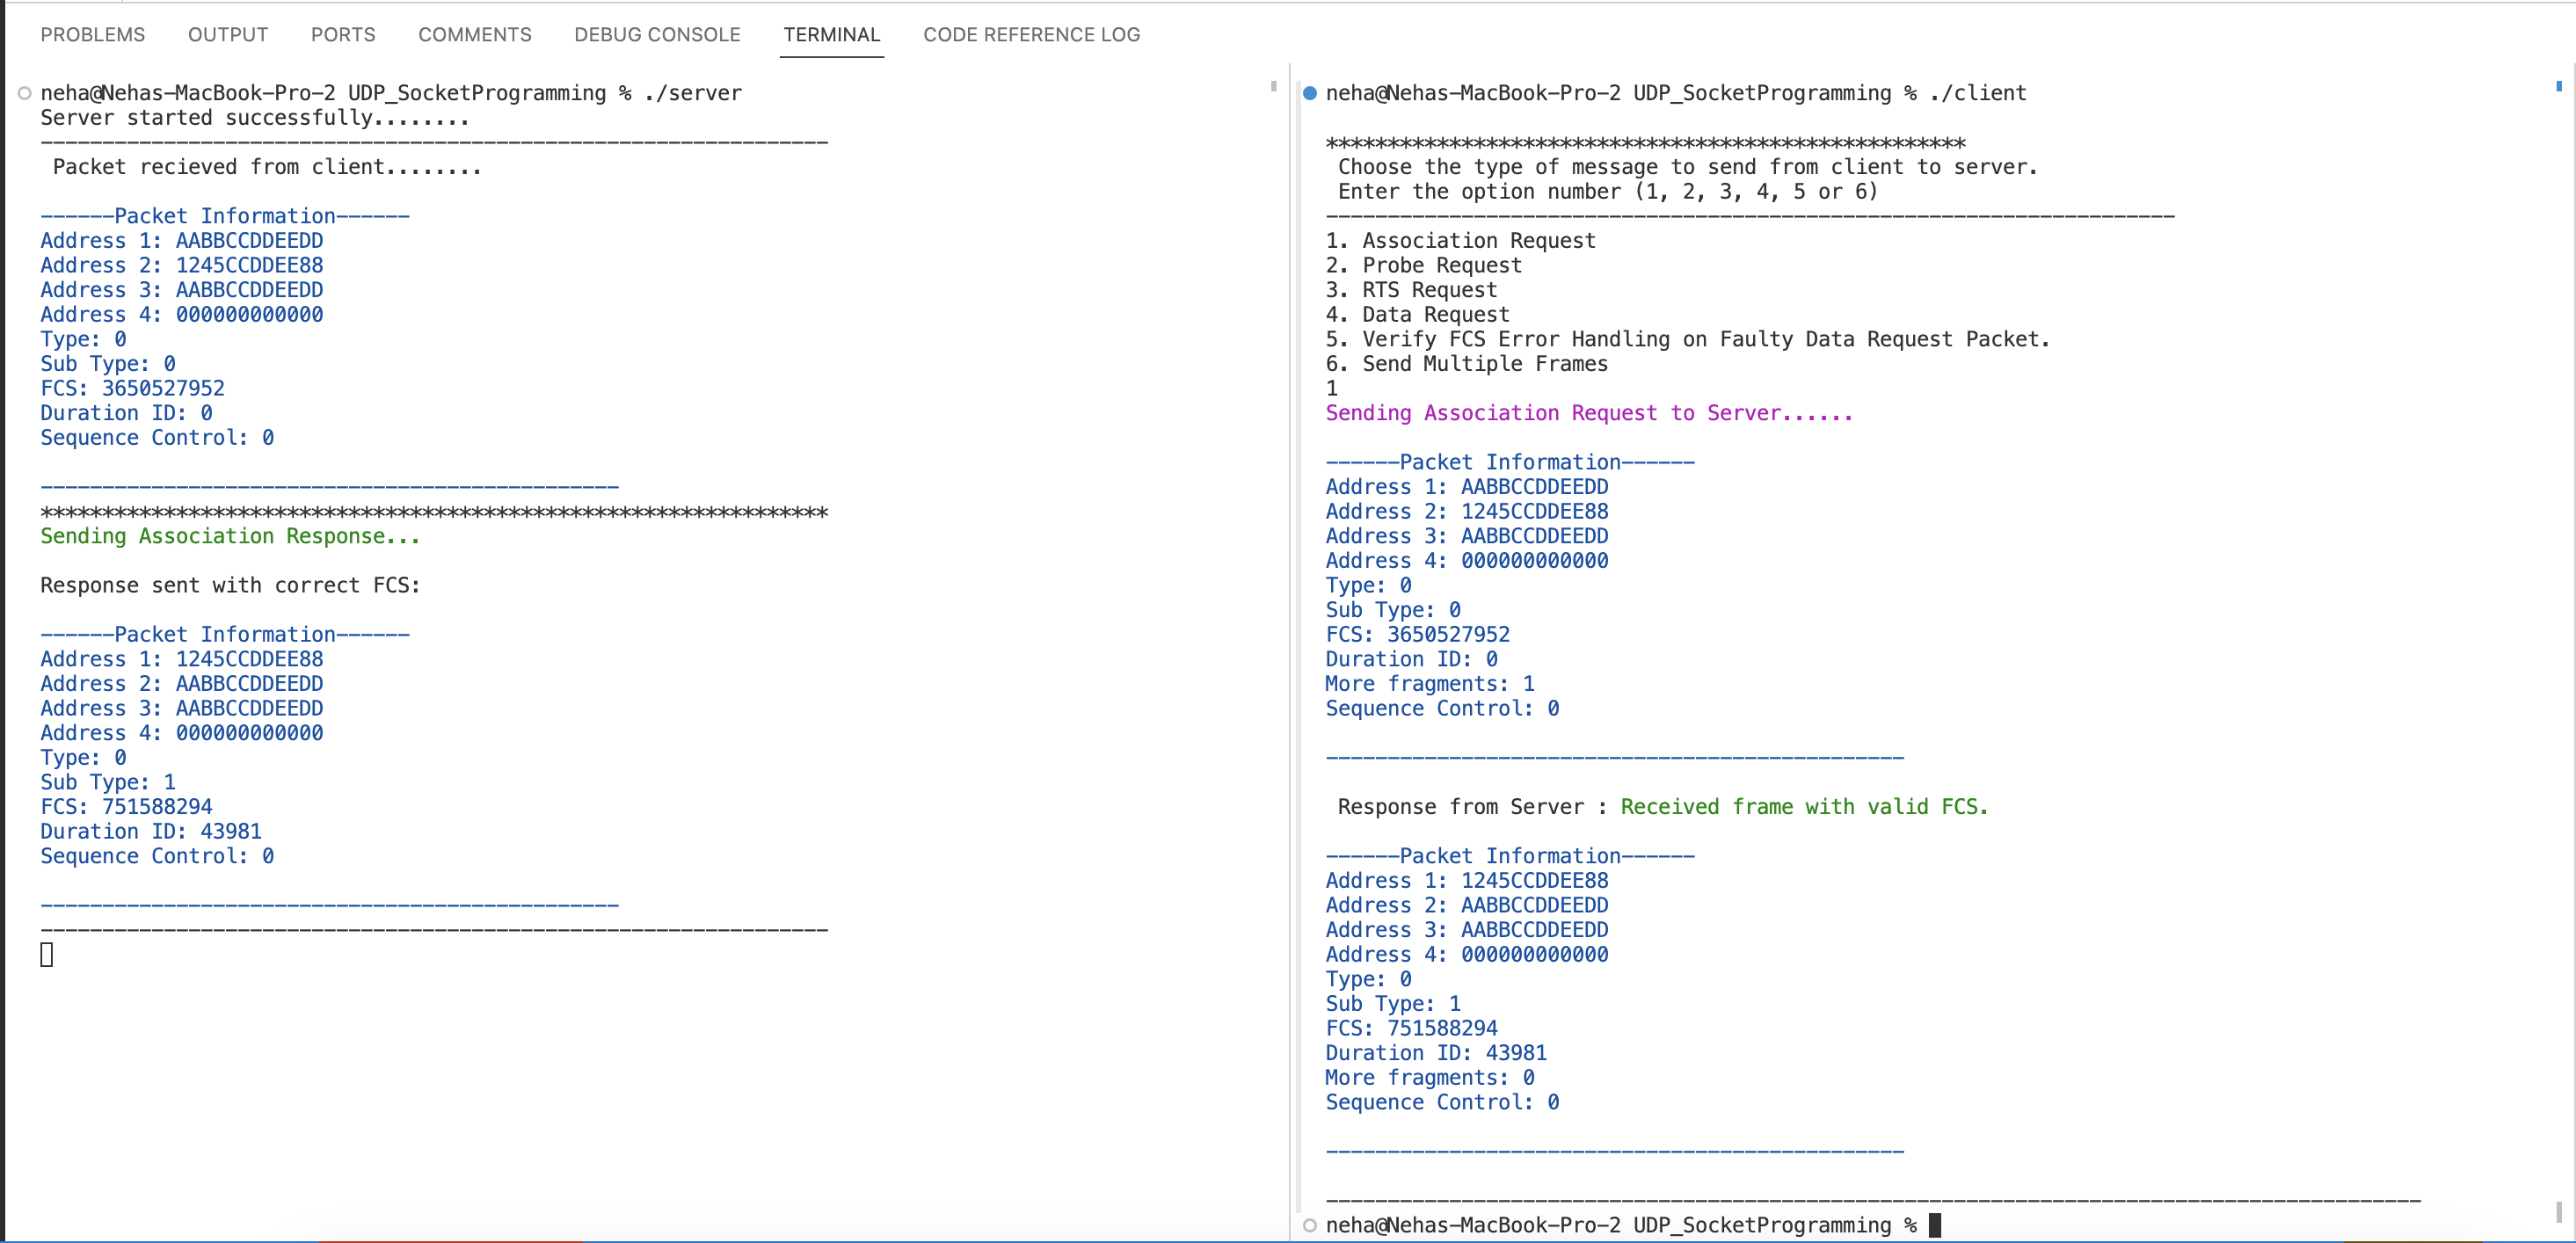 PROBLEMS OUTPUT PORTS COMMENTS DEBUG CONSOLE TERMINAL CODE REFERENCE LOG
neha@Nehas-MacBook-Pro-2 UDP_SocketProgramming % ./server
Server started successfully........
----------------------------------------------------------------
Packet recieved from client........
------Packet Information------
Address 1: AABBCCDDEEDD
Address 2: 1245CCDDEE88
Address 3: AABBCCDDEEDD
Address 4: 000000000000
Type: 0
Sub Type: 0
FCS: 3650527952
Duration ID: 0
Sequence Control: 0
-----------------------------------------------
****************************************************************
Sending Association Response...
Response sent with correct FCS:
------Packet Information------
Address 1: 1245CCDDEE88
Address 2: AABBCCDDEEDD
Address 3: AABBCCDDEEDD
Address 4: 000000000000
Type: 0
Sub Type: 1
FCS: 751588294
Duration ID: 43981
Sequence Control: 0
-----------------------------------------------
----------------------------------------------------------------
neha@Nehas-MacBook-Pro-2 UDP_SocketProgramming % ./client
****************************************************
Choose the type of message to send from client to server.
Enter the option number (1, 2, 3, 4, 5 or 6)
---------------------------------------------------------------------
1. Association Request
2. Probe Request
3. RTS Request
4. Data Request
5. Verify FCS Error Handling on Faulty Data Request Packet.
6. Send Multiple Frames
1
Sending Association Request to Server......
------Packet Information------
Address 1: AABBCCDDEEDD
Address 2: 1245CCDDEE88
Address 3: AABBCCDDEEDD
Address 4: 000000000000
Type: 0
Sub Type: 0
FCS: 3650527952
Duration ID: 0
More fragments: 1
Sequence Control: 0
-----------------------------------------------
Response from Server : Received frame with valid FCS.
------Packet Information------
Address 1: 1245CCDDEE88
Address 2: AABBCCDDEEDD
Address 3: AABBCCDDEEDD
Address 4: 000000000000
Type: 0
Sub Type: 1
FCS: 751588294
Duration ID: 43981
More fragments: 0
Sequence Control: 0
-----------------------------------------------
-----------------------------------------------------------------------------------------
neha@Nehas-MacBook-Pro-2 UDP_SocketProgramming %